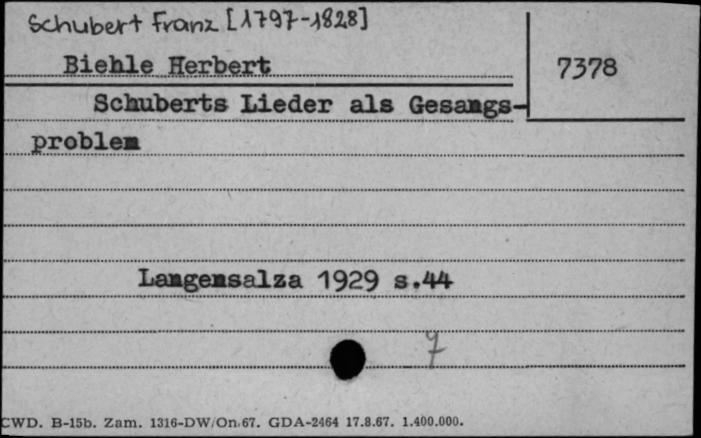 Schubert Franz [1797-1828]
Biehle Herbert
7378
Schuberts Lieder als Gesangs-
problem
Langensalza 1929 s.44
7
CWD. B-15b. Zam. 1316-DW/On.67. GDA-2464 17.8.67. 1.400.000.